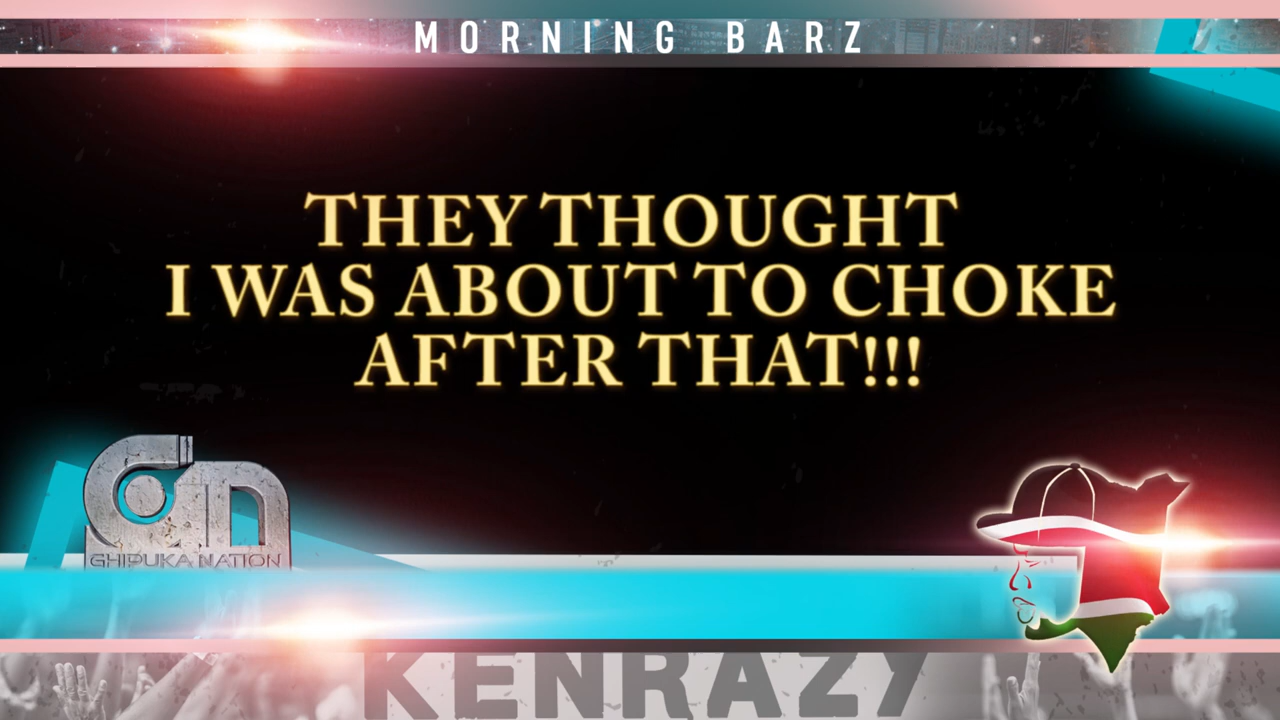 MORNING BARZ
THEY THOUGHT
I WAS ABOUT TO CHOKE
AFTER THAT!!!
GHIPUKA NATION
KENRAZY